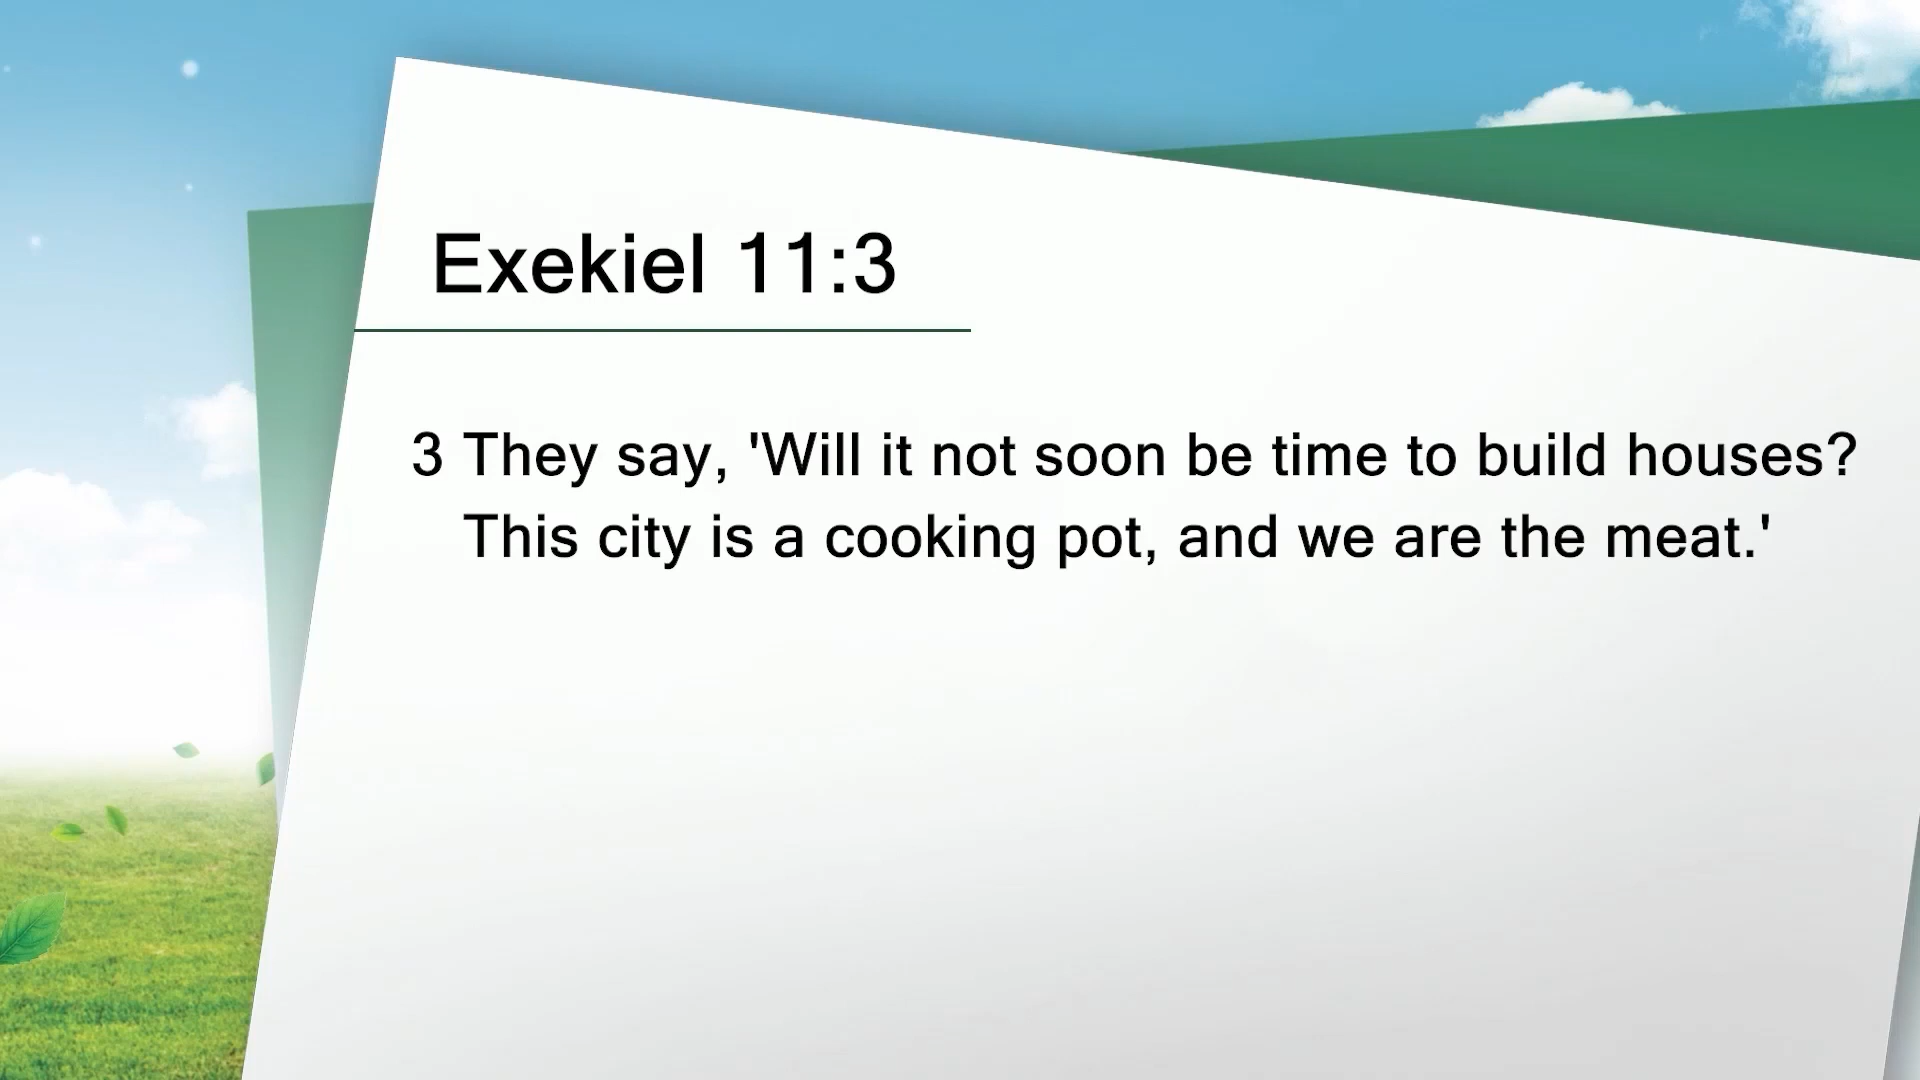 Exekiel 11:3
3 They say, 'Will it not soon be time to build houses?
This city is a cooking pot, and we are the meat.'